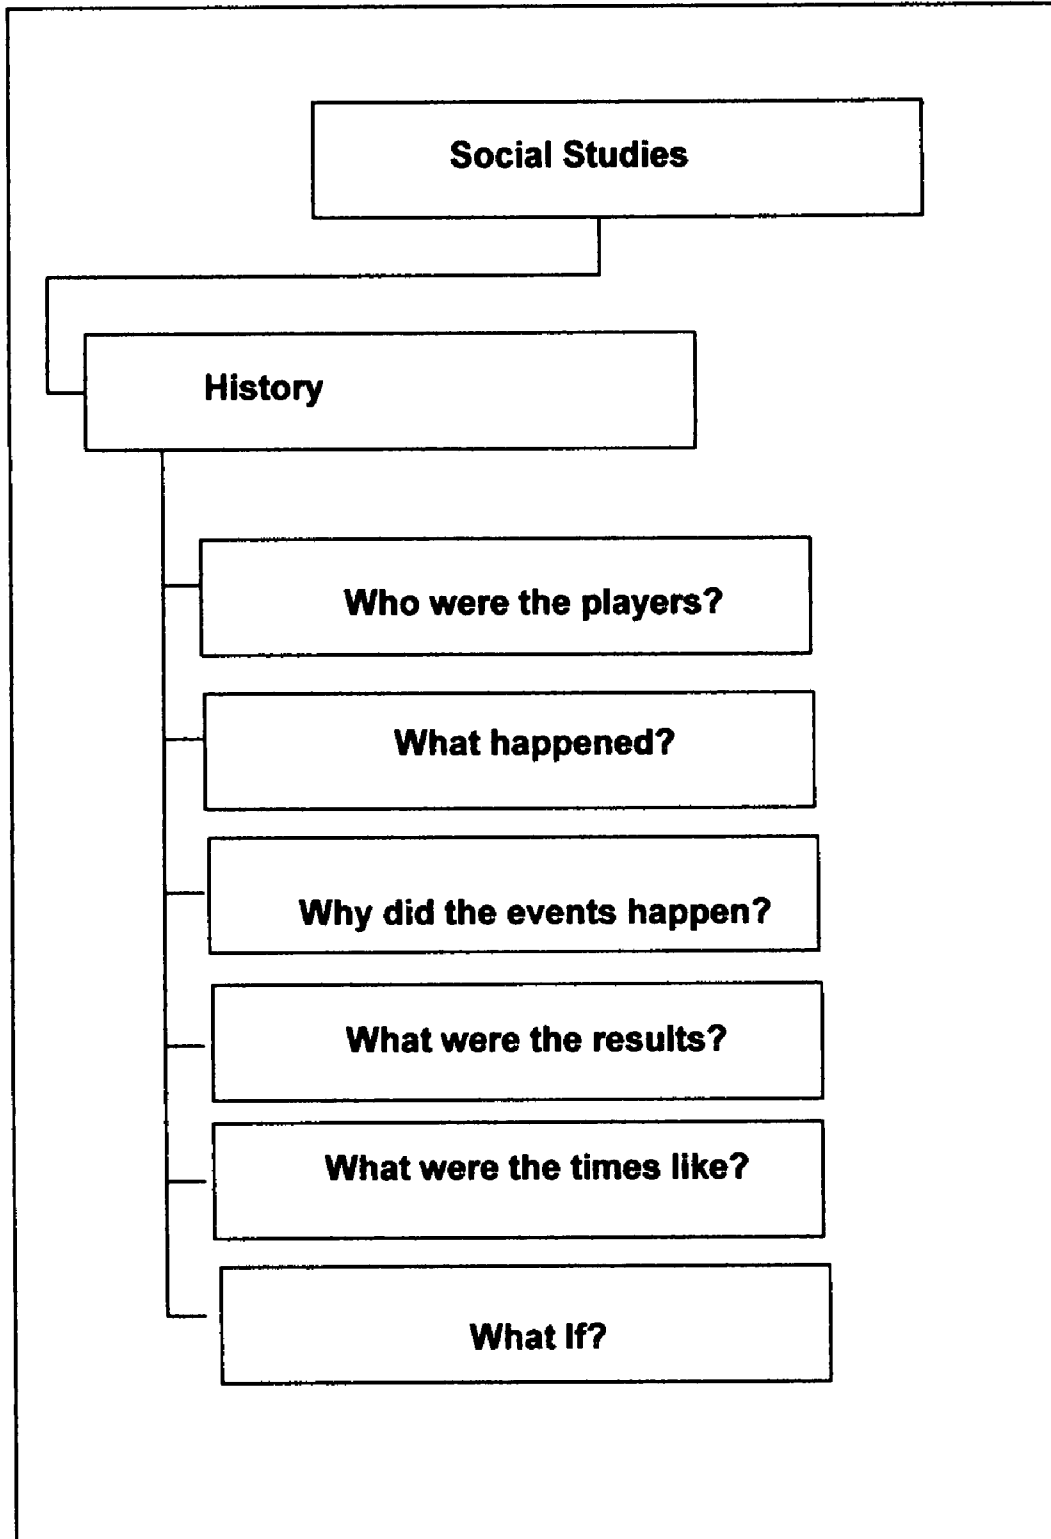 Social Studies
History
Who were the players?
What happened?
Why did the events happen?
What were the results?
What were the times like?
What If?